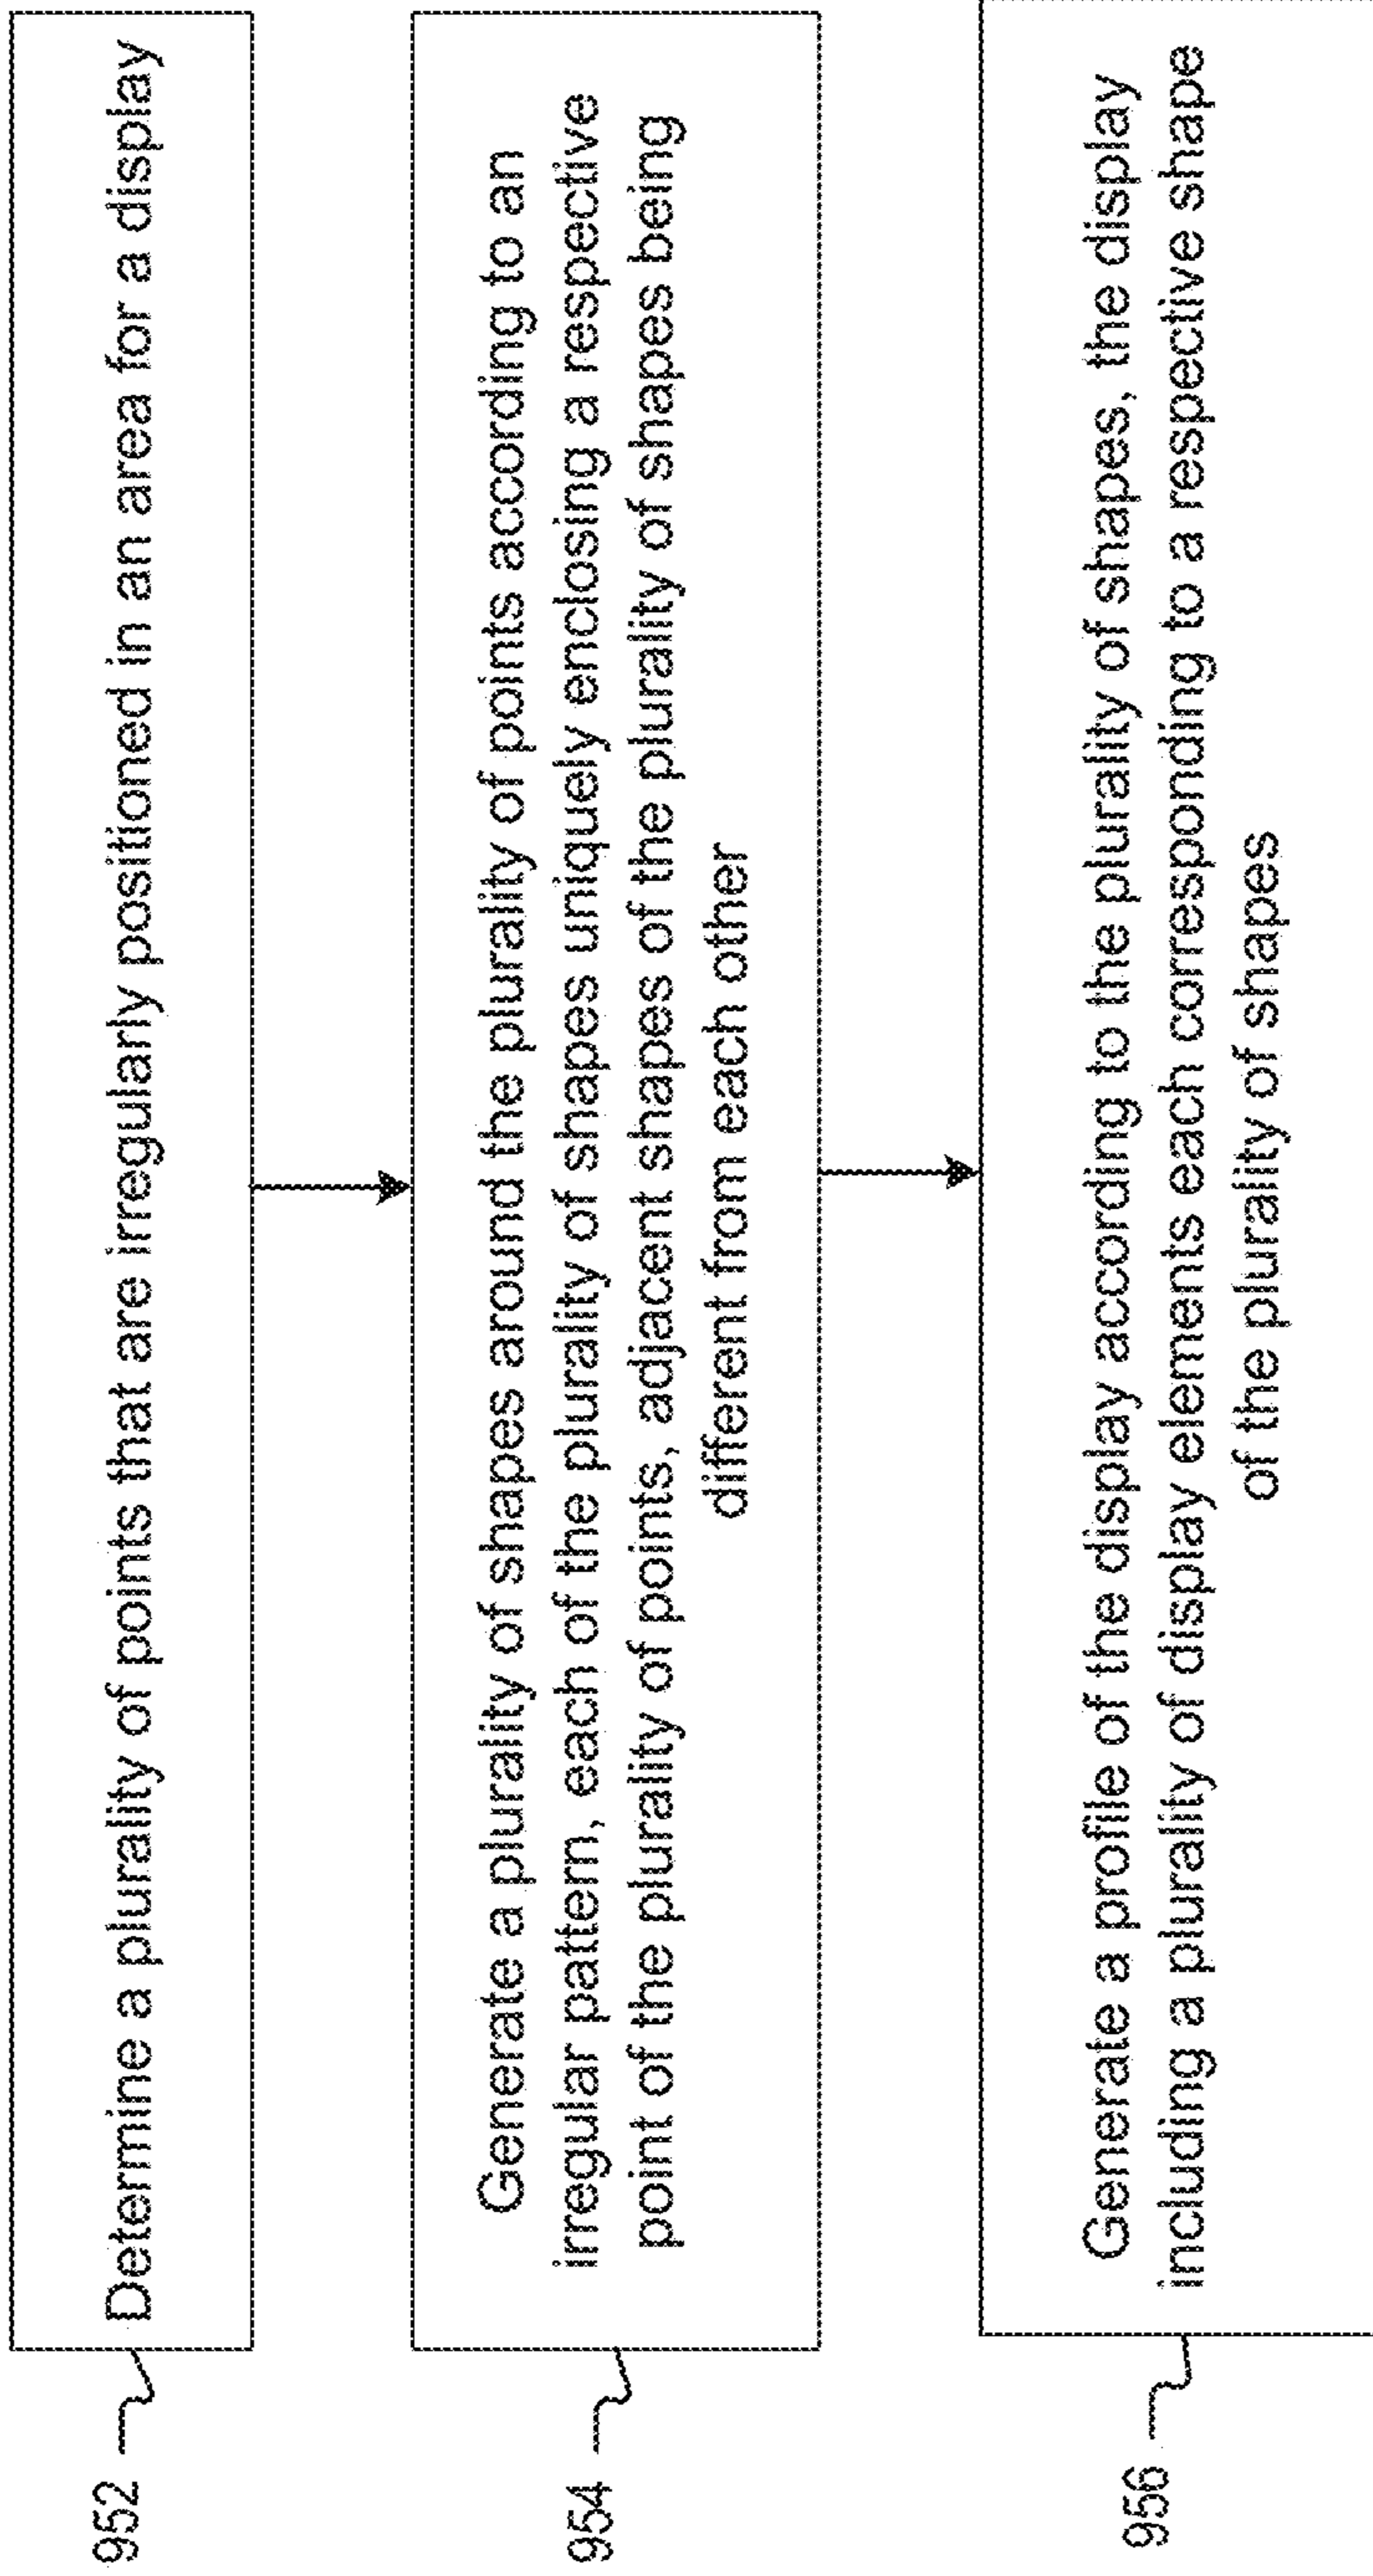 952
Determine a plurality of points that are irregularly positioned in an area for a display
954
Generate a plurality of shapes around the plurality of points according to an
irregular pattern, each of the plurality of shapes uniquely enclosing a respective
point of the plurality of points, adjacent shapes of the plurality of shapes being
different from each other
956
Generate a profile of the display according to the plurality of shapes, the display
including a plurality of display elements each corresponding to a respective shape
of the plurality of shapes